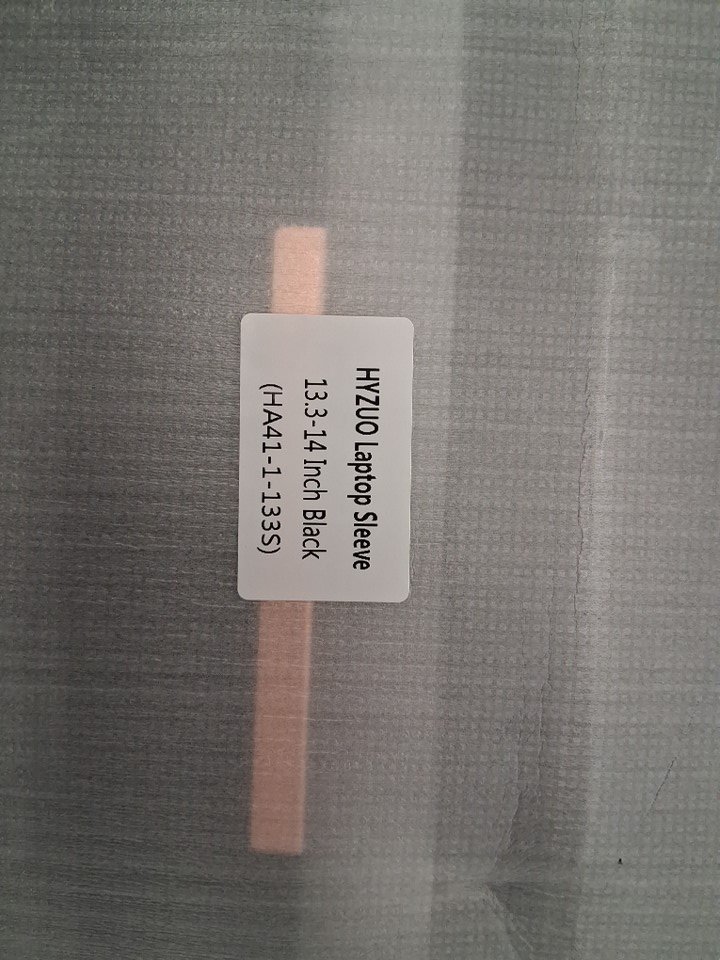 HYZUO Laptop Sleeve
13.3-14 Inch Black
(HA41-1-133S)